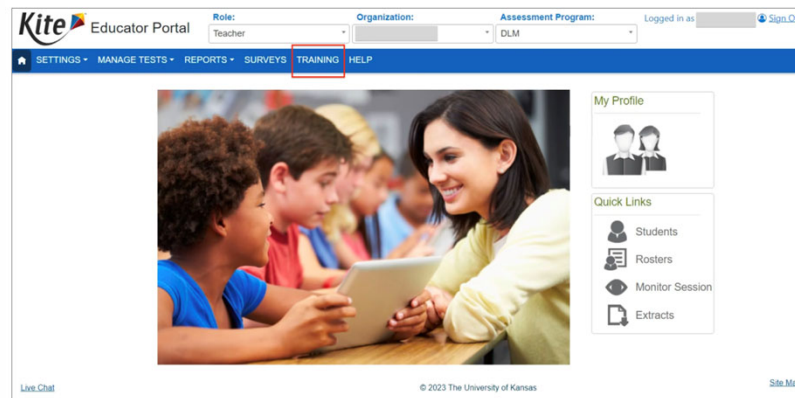 Kite Educator Portal
Role: Organization: Assessment Program: Logged in as
Teacher DLM Sign O
SETTINGS MANAGE TESTS REPORTS SURVEYS TRAINING HELP
My Profile
Quick Links
Students
Rosters
Monitor Session
Extracts
Live Chat © 2023 The University of Kansas Site Ma